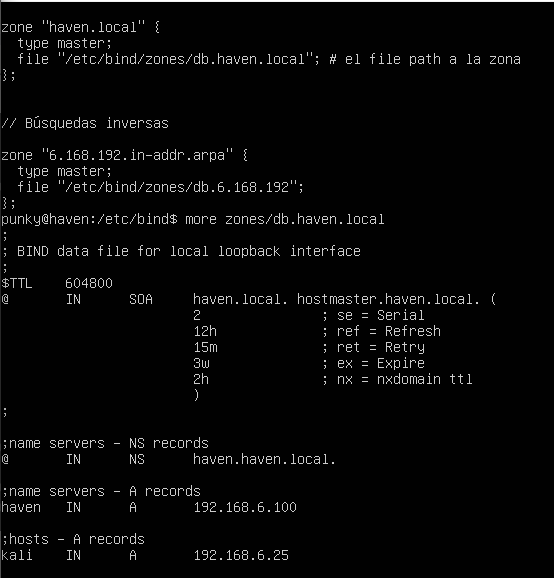 zone "haven.local" {
  type master;
  file "/etc/bind/zones/db.haven.local"; # el file path a la zona
};
// Búsquedas inversas
zone "6.168.192.in-addr.arpa" {
  type master;
  file "/etc/bind/zones/db.6.168.192";
};
punky@haven:/etc/bind$ more zones/db.haven.local
;
; BIND data file for local loopback interface
;
$TTL    604800
@       IN      SOA     haven.local. hostmaster.haven.local. (
                        2               ; se = Serial
                        12h             ; ref = Refresh
                        15m             ; ret = Retry
                        3w              ; ex = Expire
                        2h              ; nx = nxdomain ttl
                        )
;
;name servers - NS records
@       IN      NS      haven.haven.local.
;name servers - A records
haven   IN      A       192.168.6.100
;hosts - A records
kali    IN      A       192.168.6.25